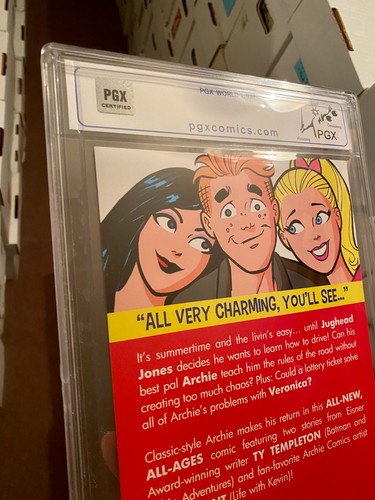 PGX
CERTIFIED
PGX WORLD
pgxcomics.com
PGX
"ALL VERY CHARMING, YOU'LL SEE..."
It's summertime and the livin's easy... until Jughead
Jones decides he wants to learn how to drive! Can his
best pal Archie teach him the rules of the road without
creating too much chaos? Plus: Could a lottery ticket solve
all of Archie's problems with Veronica?
Classic-style Archie makes his return in this ALL-NEW,
ALL-AGES comic featuring two stories from Eisner
Award-winning writer TY TEMPLETON (Batman and
Adventures) and fan-favorite Archie Comics artist
(Life with Kevin)!